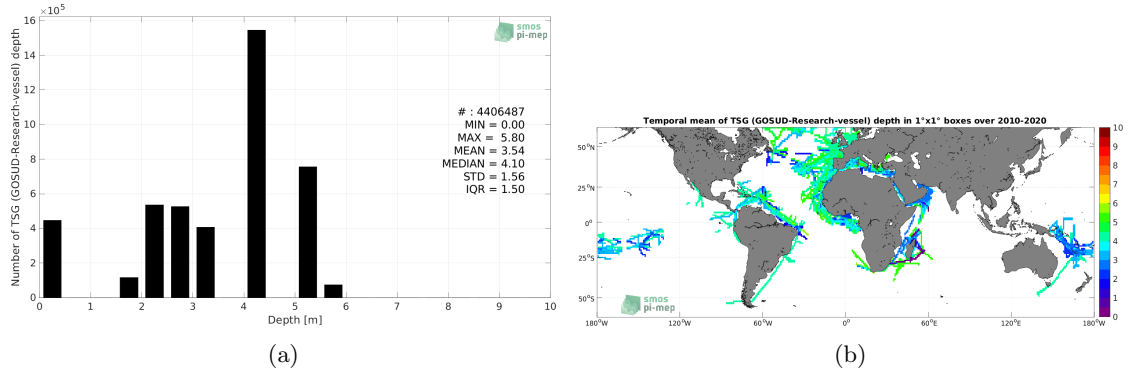 ×10⁵
16
14
12
10
8
6
4
2
0
Number of TSG (GOSUD-Research-vessel) depth
smos
pi-mep
# : 4406487
MIN = 0.00
MAX = 5.80
MEAN = 3.54
MEDIAN = 4.10
STD = 1.56
IQR = 1.50
0 1 2 3 4 5 6 7 8 9 10
Depth [m]
(a)
Temporal mean of TSG (GOSUD-Research-vessel) depth in 1°x1° boxes over 2010-2020
50°N
25°N
0°
25°S
50°S
smos
pi-mep
180°W 120°W 60°W 0° 60°E 120°E 180°W
10
9
8
7
6
5
4
3
2
1
0
(b)